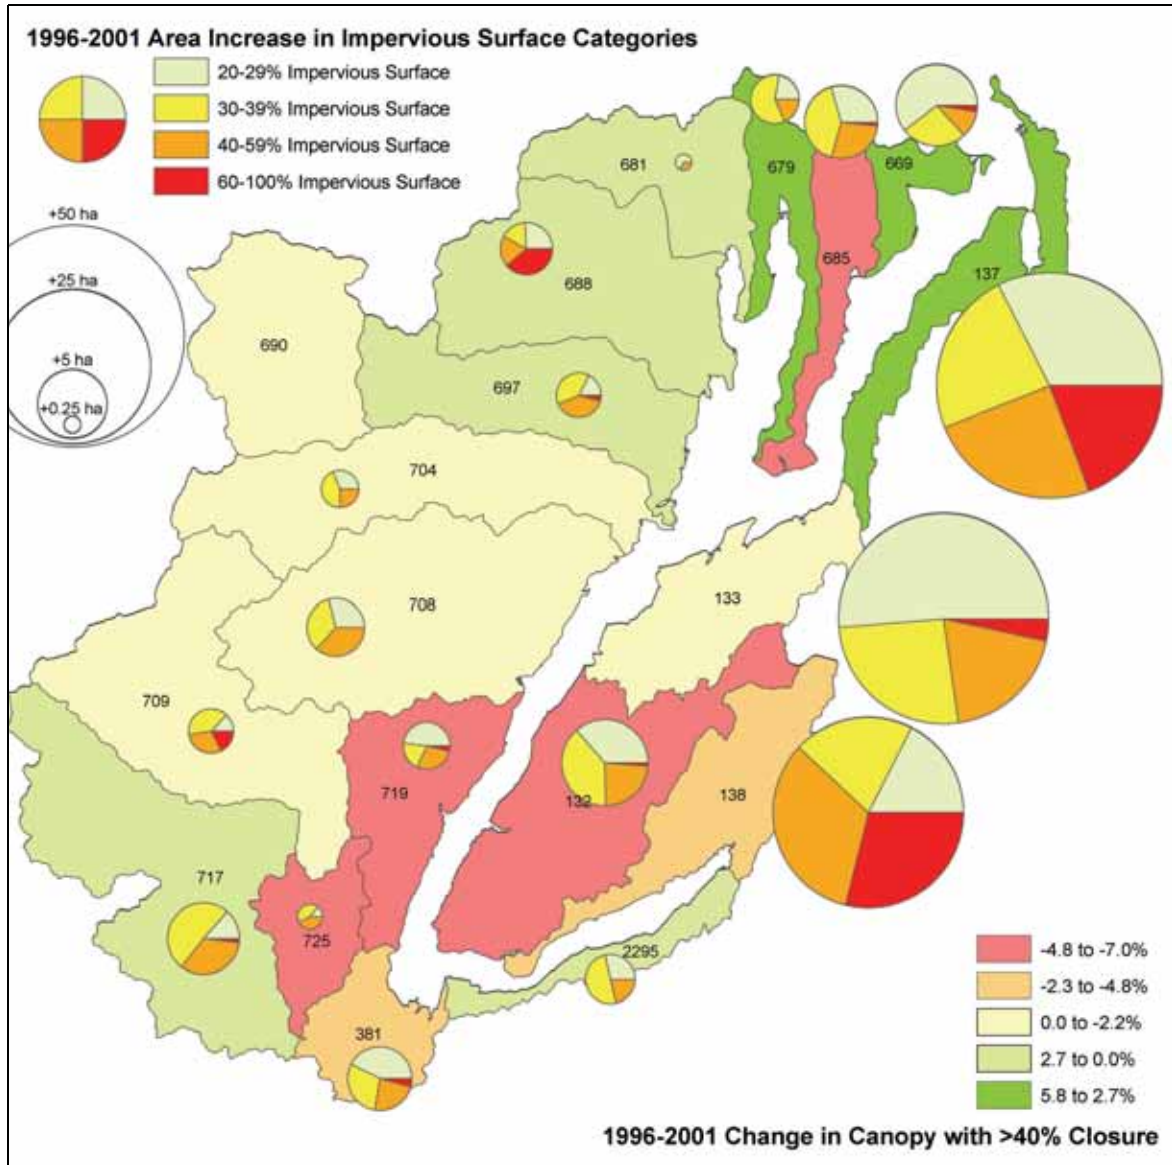 1996-2001 Area Increase in Impervious Surface Categories
20-29% Impervious Surface
30-39% Impervious Surface
40-59% Impervious Surface
60-100% Impervious Surface
+50 ha
+25 ha
+5 ha
+0.25 ha
681
679
669
685
137
688
690
697
704
708
133
709
719
132
138
717
725
2295
381
-4.8 to -7.0%
-2.3 to -4.8%
0.0 to -2.2%
2.7 to 0.0%
5.8 to 2.7%
1996-2001 Change in Canopy with >40% Closure